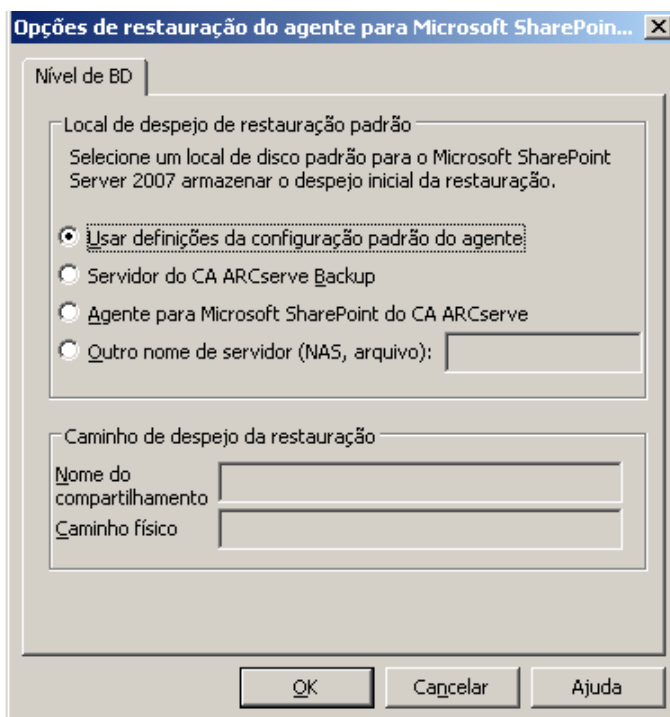 Opções de restauração do agente para Microsoft SharePoin...
Nível de BD
Local de despejo de restauração padrão
Selecione um local de disco padrão para o Microsoft SharePoint
Server 2007 armazenar o despejo inicial da restauração.
Usar definições da configuração padrão do agente
Servidor do CA ARCserve Backup
Agente para Microsoft SharePoint do CA ARCserve
Outro nome de servidor (NAS, arquivo):
Caminho de despejo da restauração
Nome do
compartilhamento
Caminho físico
OK Cancelar Ajuda